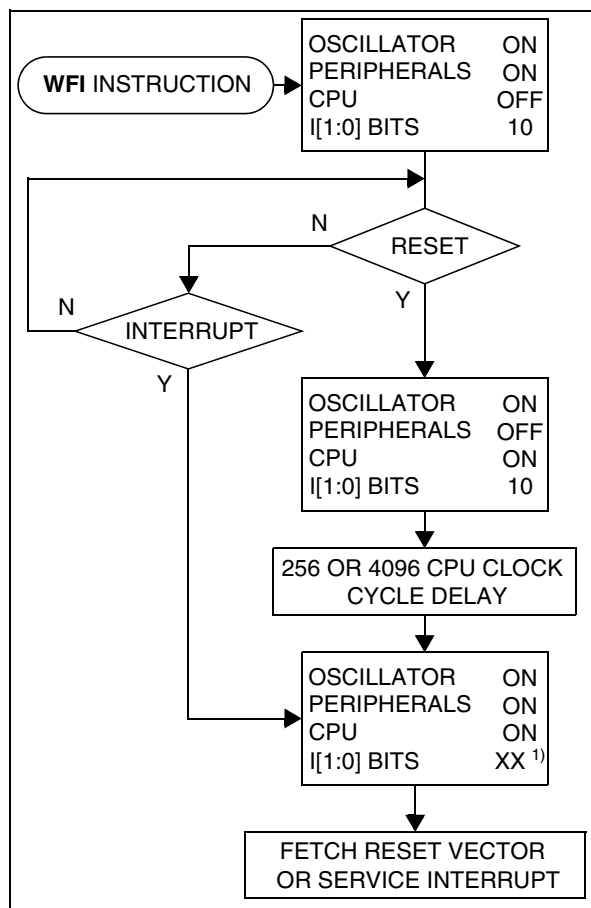 WFI INSTRUCTION
OSCILLATOR ON
PERIPHERALS ON
CPU OFF
I[1:0] BITS 10
N
RESET
Y
N
INTERRUPT
Y
OSCILLATOR ON
PERIPHERALS OFF
CPU ON
I[1:0] BITS 10
256 OR 4096 CPU CLOCK
CYCLE DELAY
OSCILLATOR ON
PERIPHERALS ON
CPU ON
I[1:0] BITS XX 1)
FETCH RESET VECTOR
OR SERVICE INTERRUPT